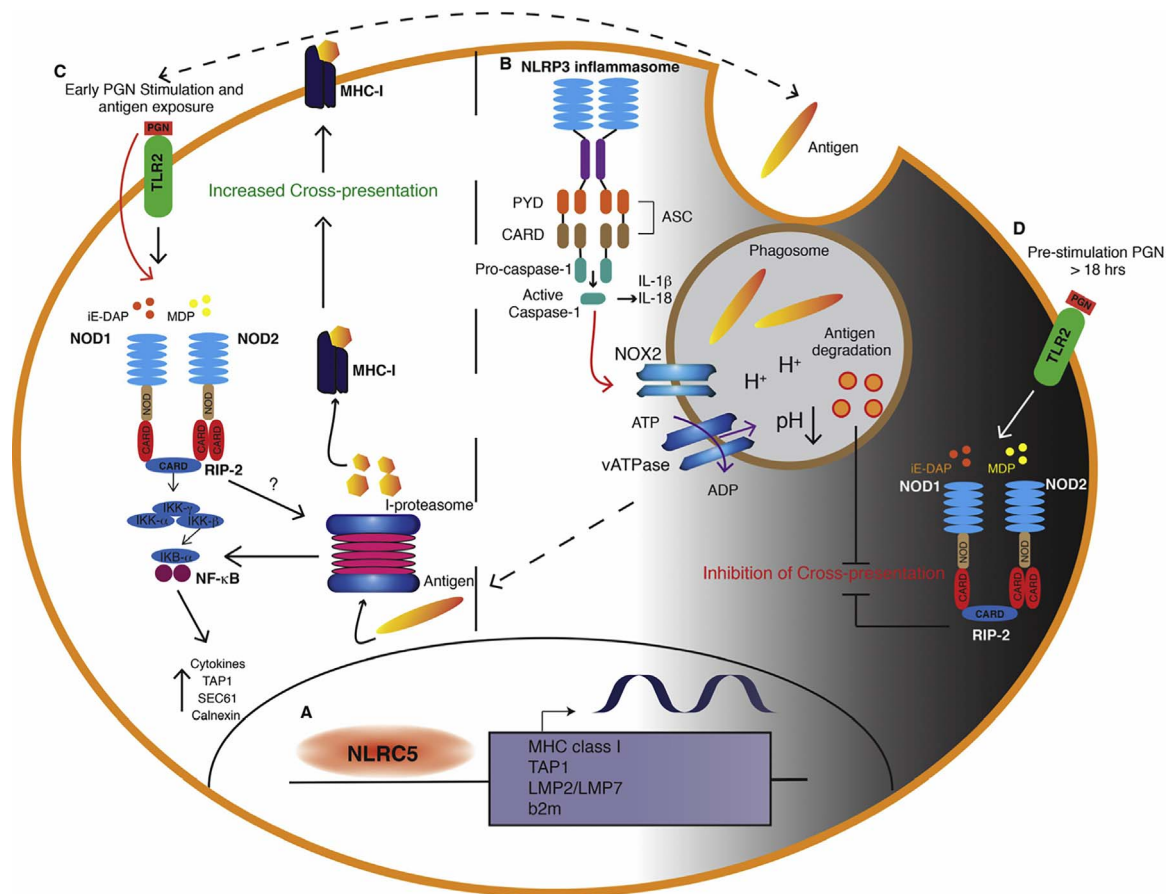 C
Early PGN Stimulation and
antigen exposure
PGN
TLR2
iE-DAP
MDP
NOD1
NOD2
NOD
NOD
CARD
CARD
CARD
CARD
RIP-2
?
IKK-γ
IKK-α
IKK-β
IKB-α
NF-κB
Cytokines
TAP1
SEC61
Calnexin
MHC-I
Increased Cross-presentation
MHC-I
I-proteasome
Antigen
B
NLRP3 inflammasome
PYD
CARD
ASC
Pro-caspase-1
Active
Caspase-1
IL-1β
IL-18
Antigen
Phagosome
Antigen
degradation
NOX2
H+
H+
pH
ATP
vATPase
ADP
D
Pre-stimulation PGN
> 18 hrs
PGN
TLR2
iE-DAP
MDP
NOD1
NOD2
NOD
NOD
CARD
CARD
CARD
CARD
RIP-2
Inhibition of Cross-presentation
A
NLRC5
MHC class I
TAP1
LMP2/LMP7
b2m